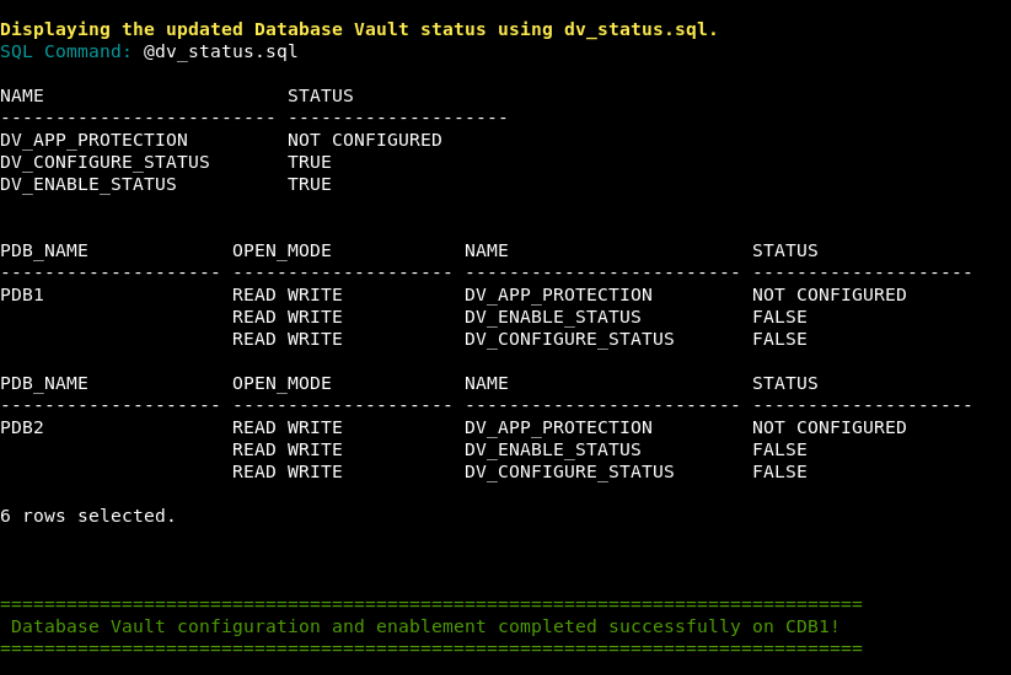 Displaying the updated Database Vault status using dv_status.sql.
SQL Command: @dv_status.sql
NAME                      STATUS
------------------------- -------------------
DV_APP_PROTECTION         NOT CONFIGURED
DV_CONFIGURE_STATUS       TRUE
DV_ENABLE_STATUS          TRUE
PDB_NAME             OPEN_MODE            NAME                      STATUS
-------------------- -------------------- ------------------------- --------------------
PDB1                 READ WRITE           DV_APP_PROTECTION         NOT CONFIGURED
                     READ WRITE           DV_ENABLE_STATUS          FALSE
                     READ WRITE           DV_CONFIGURE_STATUS       FALSE
PDB_NAME             OPEN_MODE            NAME                      STATUS
-------------------- -------------------- ------------------------- --------------------
PDB2                 READ WRITE           DV_APP_PROTECTION         NOT CONFIGURED
                     READ WRITE           DV_ENABLE_STATUS          FALSE
                     READ WRITE           DV_CONFIGURE_STATUS       FALSE
6 rows selected.
==============================================================================
 Database Vault configuration and enablement completed successfully on CDB1!
==============================================================================